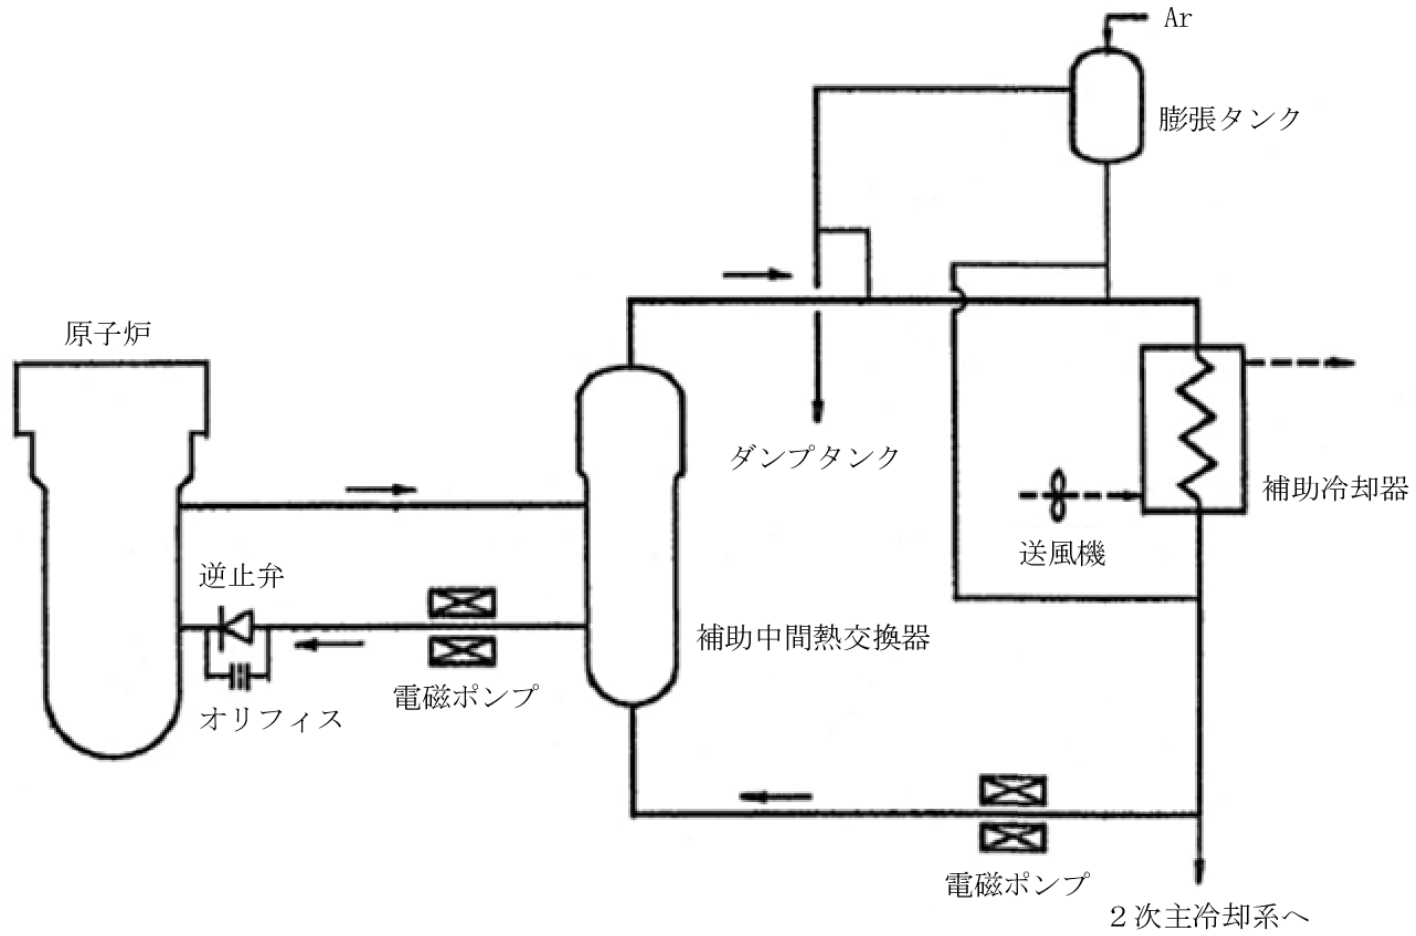 Ar
膨張タンク
原子炉
ダンプタンク
補助冷却器
送風機
逆止弁
補助中間熱交換器
電磁ポンプ
オリフィス
電磁ポンプ
２次主冷却系へ